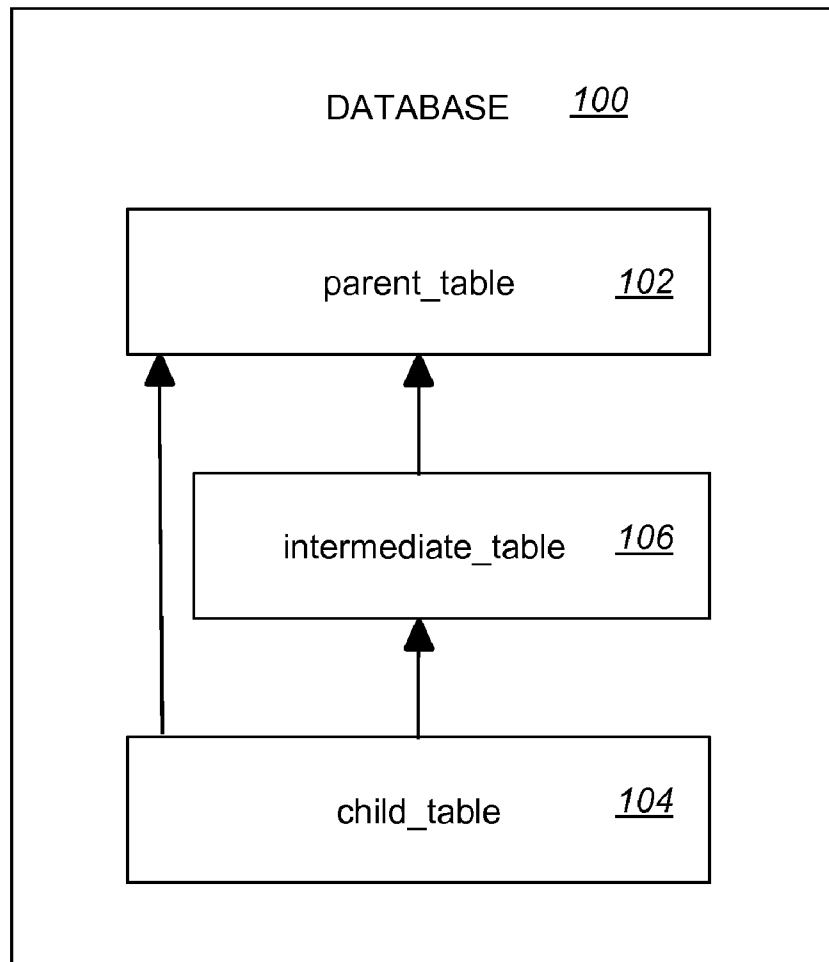 DATABASE 100
parent_table 102
intermediate_table 106
child_table 104